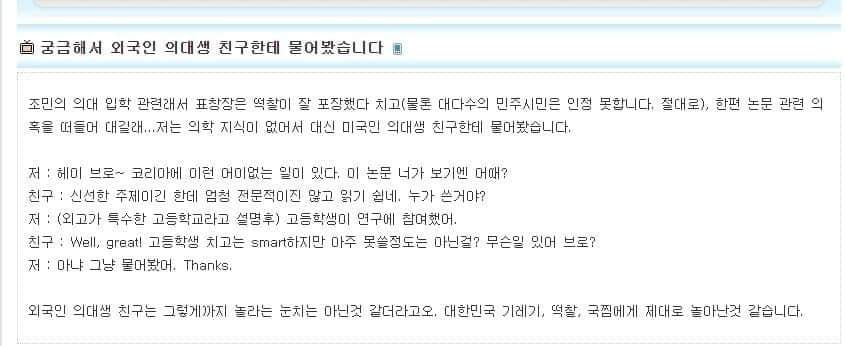 궁금해서 외국인 의대생 친구한테 물어봤습니다
조민의 의대 입학 관련래서 표창장은 떡찰이 잘 포장했다 치고(물론 대다수의 민주시민은 인정 못합니다. 절대로), 한편 논문 관련 의
혹을 떠들어 대길래...저는 의학 지식이 없어서 대신 미국인 의대생 친구한테 물어봤습니다.
저 : 헤이 브로~ 코리아에 이런 어이없는 일이 있다. 이 논문 너가 보기엔 어때?
친구 : 신선한 주제이긴 한데 엄청 전문적이진 않고 읽기 쉽네. 누가 쓴거야?
저 : (외고가 특수한 고등학교라고 설명후) 고등학생이 연구에 참여했어.
친구 : Well, great! 고등학생 치고는 smart하지만 아주 못쓸정도는 아닌걸? 무슨일 있어 브로?
저 : 아냐 그냥 물어봤어. Thanks.
외국인 의대생 친구는 그렇게까지 놀라는 눈치는 아닌것 같더라고오. 대한민국 기레기, 떡찰, 국찜에게 제대로 놀아난것 같습니다.